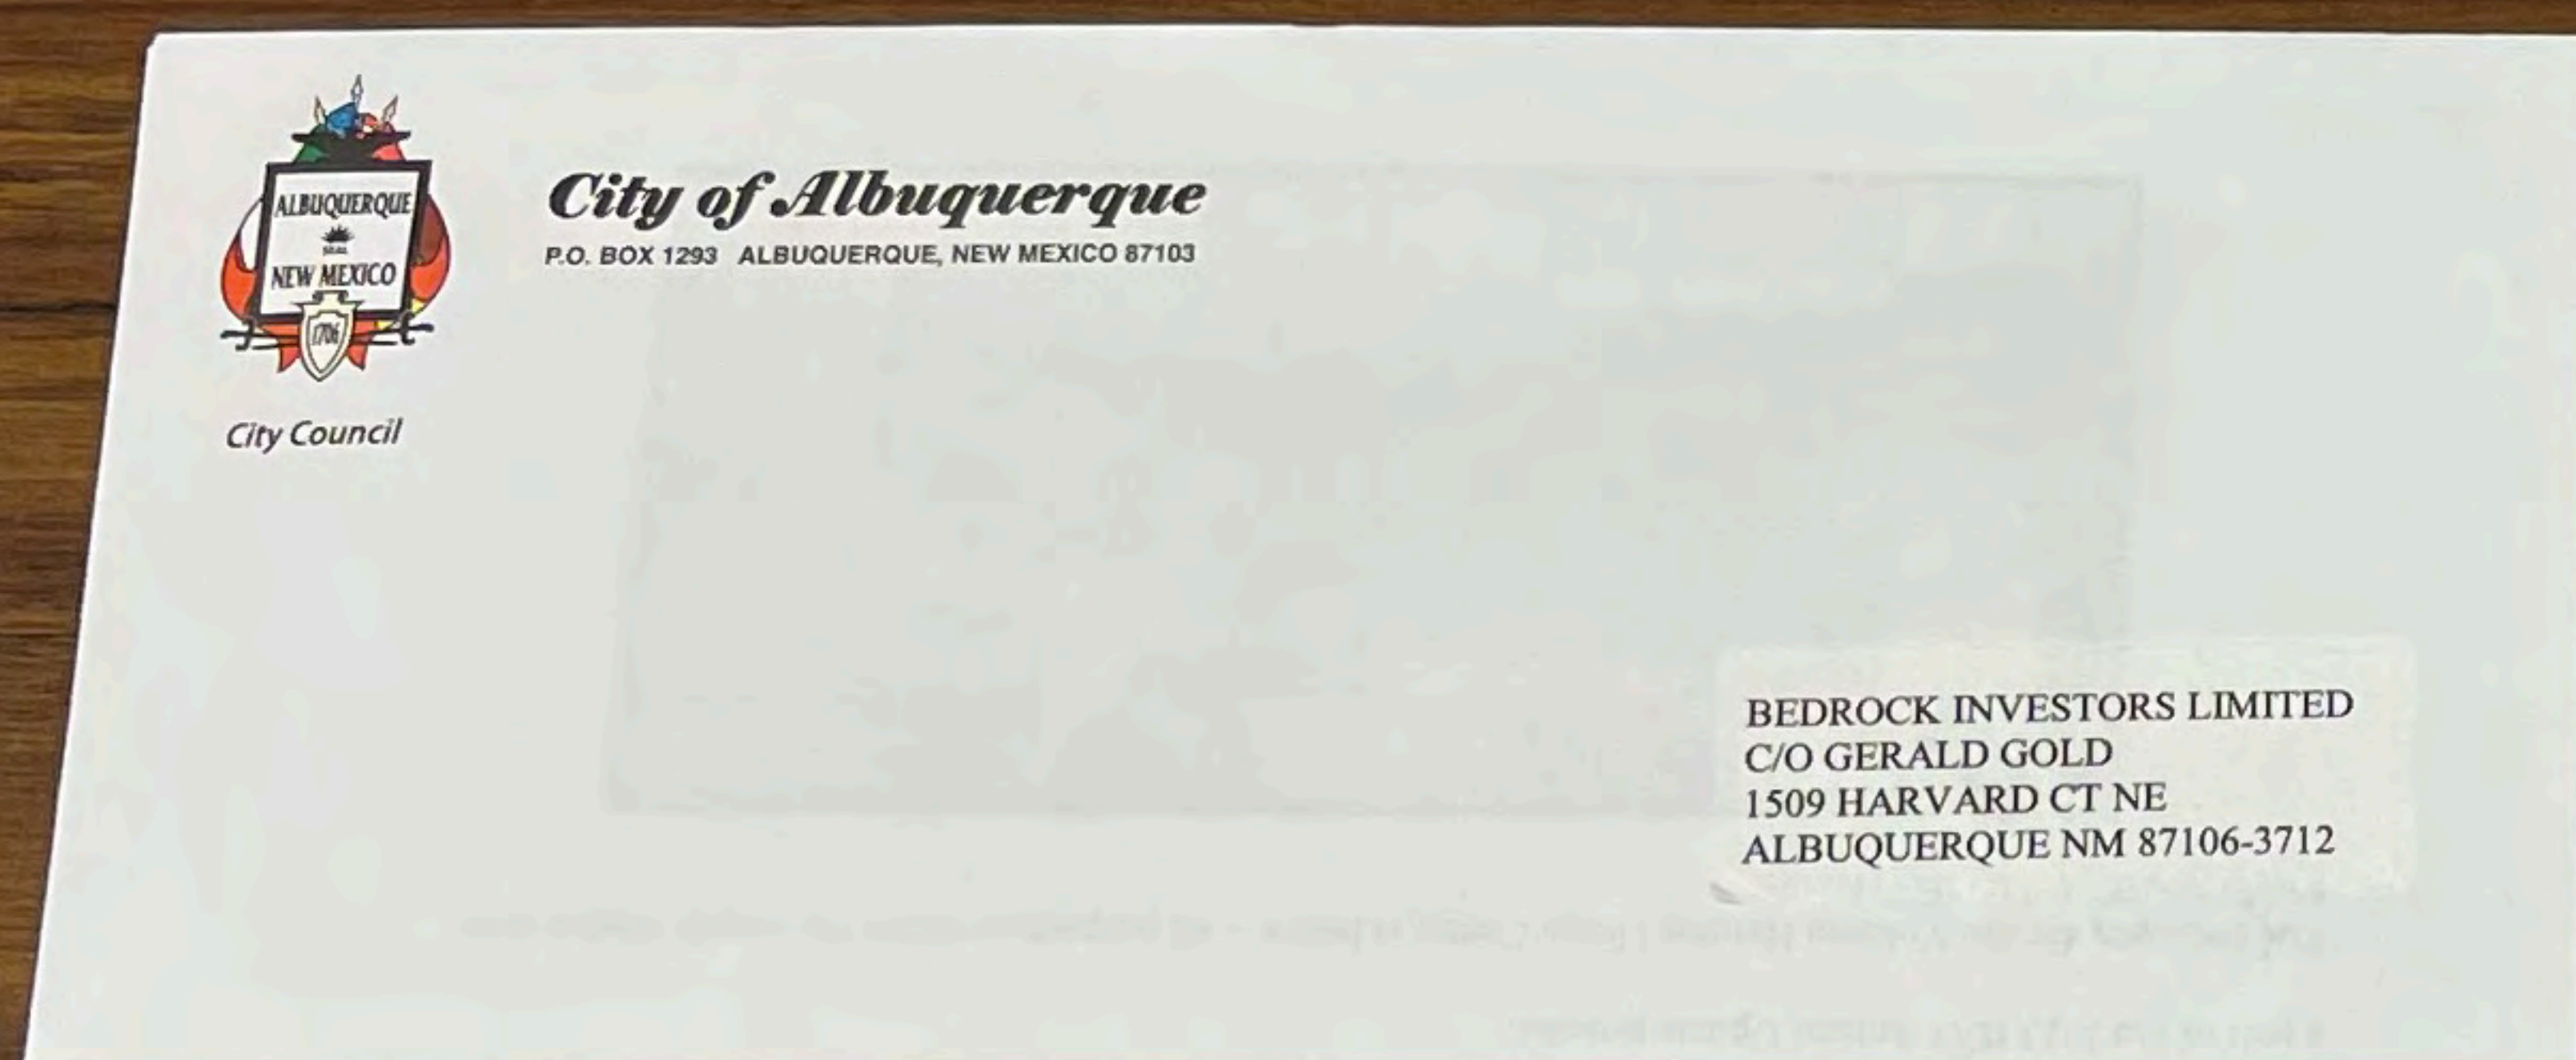 ALBUQUERQUE
SEAL
NEW MEXICO
1706
City of Albuquerque
P.O. BOX 1293 ALBUQUERQUE, NEW MEXICO 87103
City Council
BEDROCK INVESTORS LIMITED
C/O GERALD GOLD
1509 HARVARD CT NE
ALBUQUERQUE NM 87106-3712